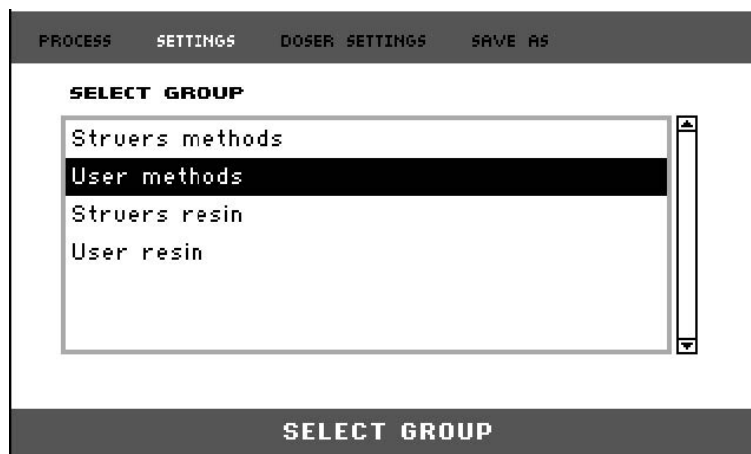 PROCESS SETTINGS DOSER SETTINGS SAVE AS
SELECT GROUP
Struers methods
User methods
Struers resin
User resin
SELECT GROUP